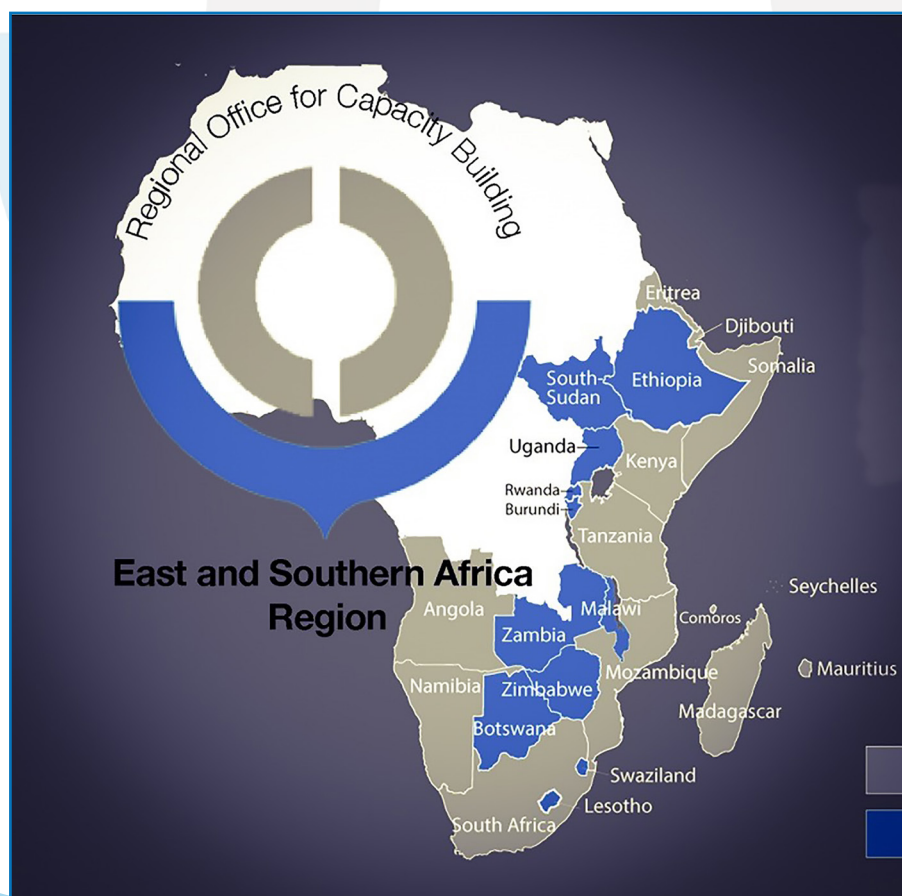 Regional Office for Capacity Building
Eritrea
Djibouti
Somalia
South-
Sudan
Ethiopia
Uganda
Kenya
Rwanda
Burundi
Tanzania
East and Southern Africa
Region
Seychelles
Angola
Malawi
Comoros
Zambia
Mozambique
Mauritius
Namibia
Zimbabwe
Madagascar
Botswana
Swaziland
Lesotho
South Africa